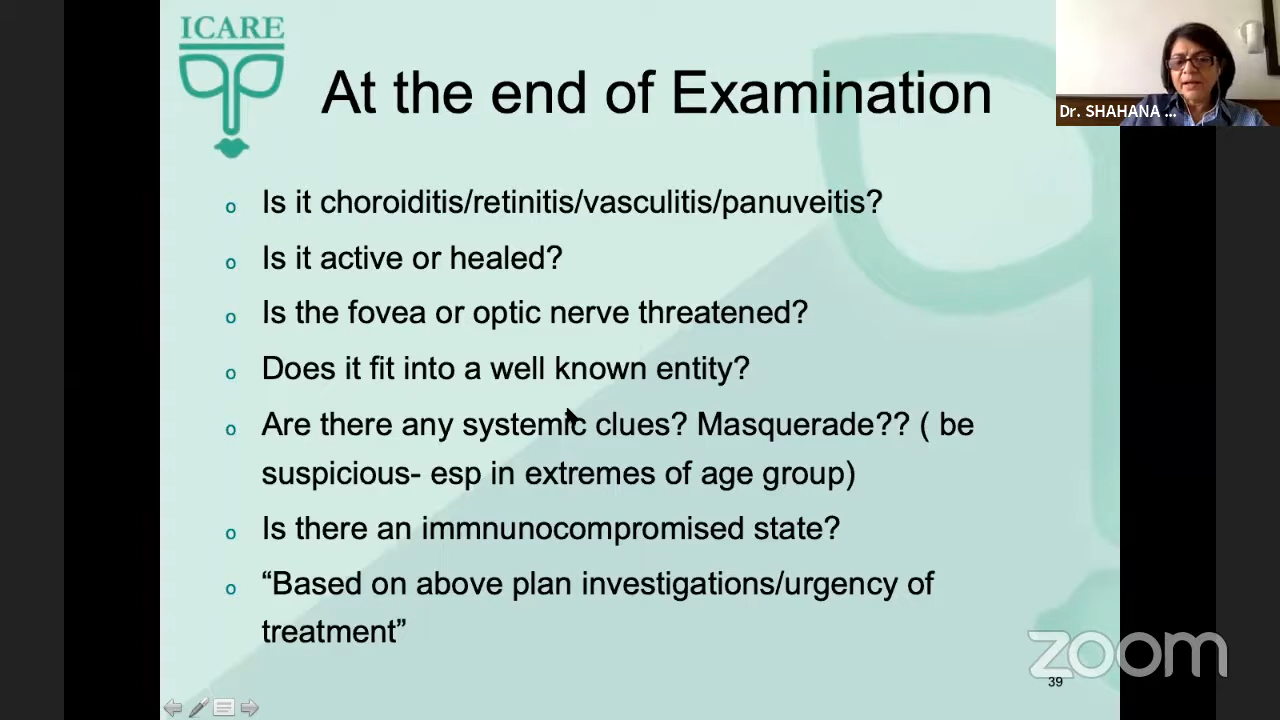 ICARE
At the end of Examination
Dr. SHAHANA ...
o Is it choroiditis/retinitis/vasculitis/panuveitis?
o Is it active or healed?
o Is the fovea or optic nerve threatened?
o Does it fit into a well known entity?
o Are there any systemic clues? Masquerade?? ( be
suspicious- esp in extremes of age group)
o Is there an immnunocompromised state?
o “Based on above plan investigations/urgency of
treatment”
zoom
39